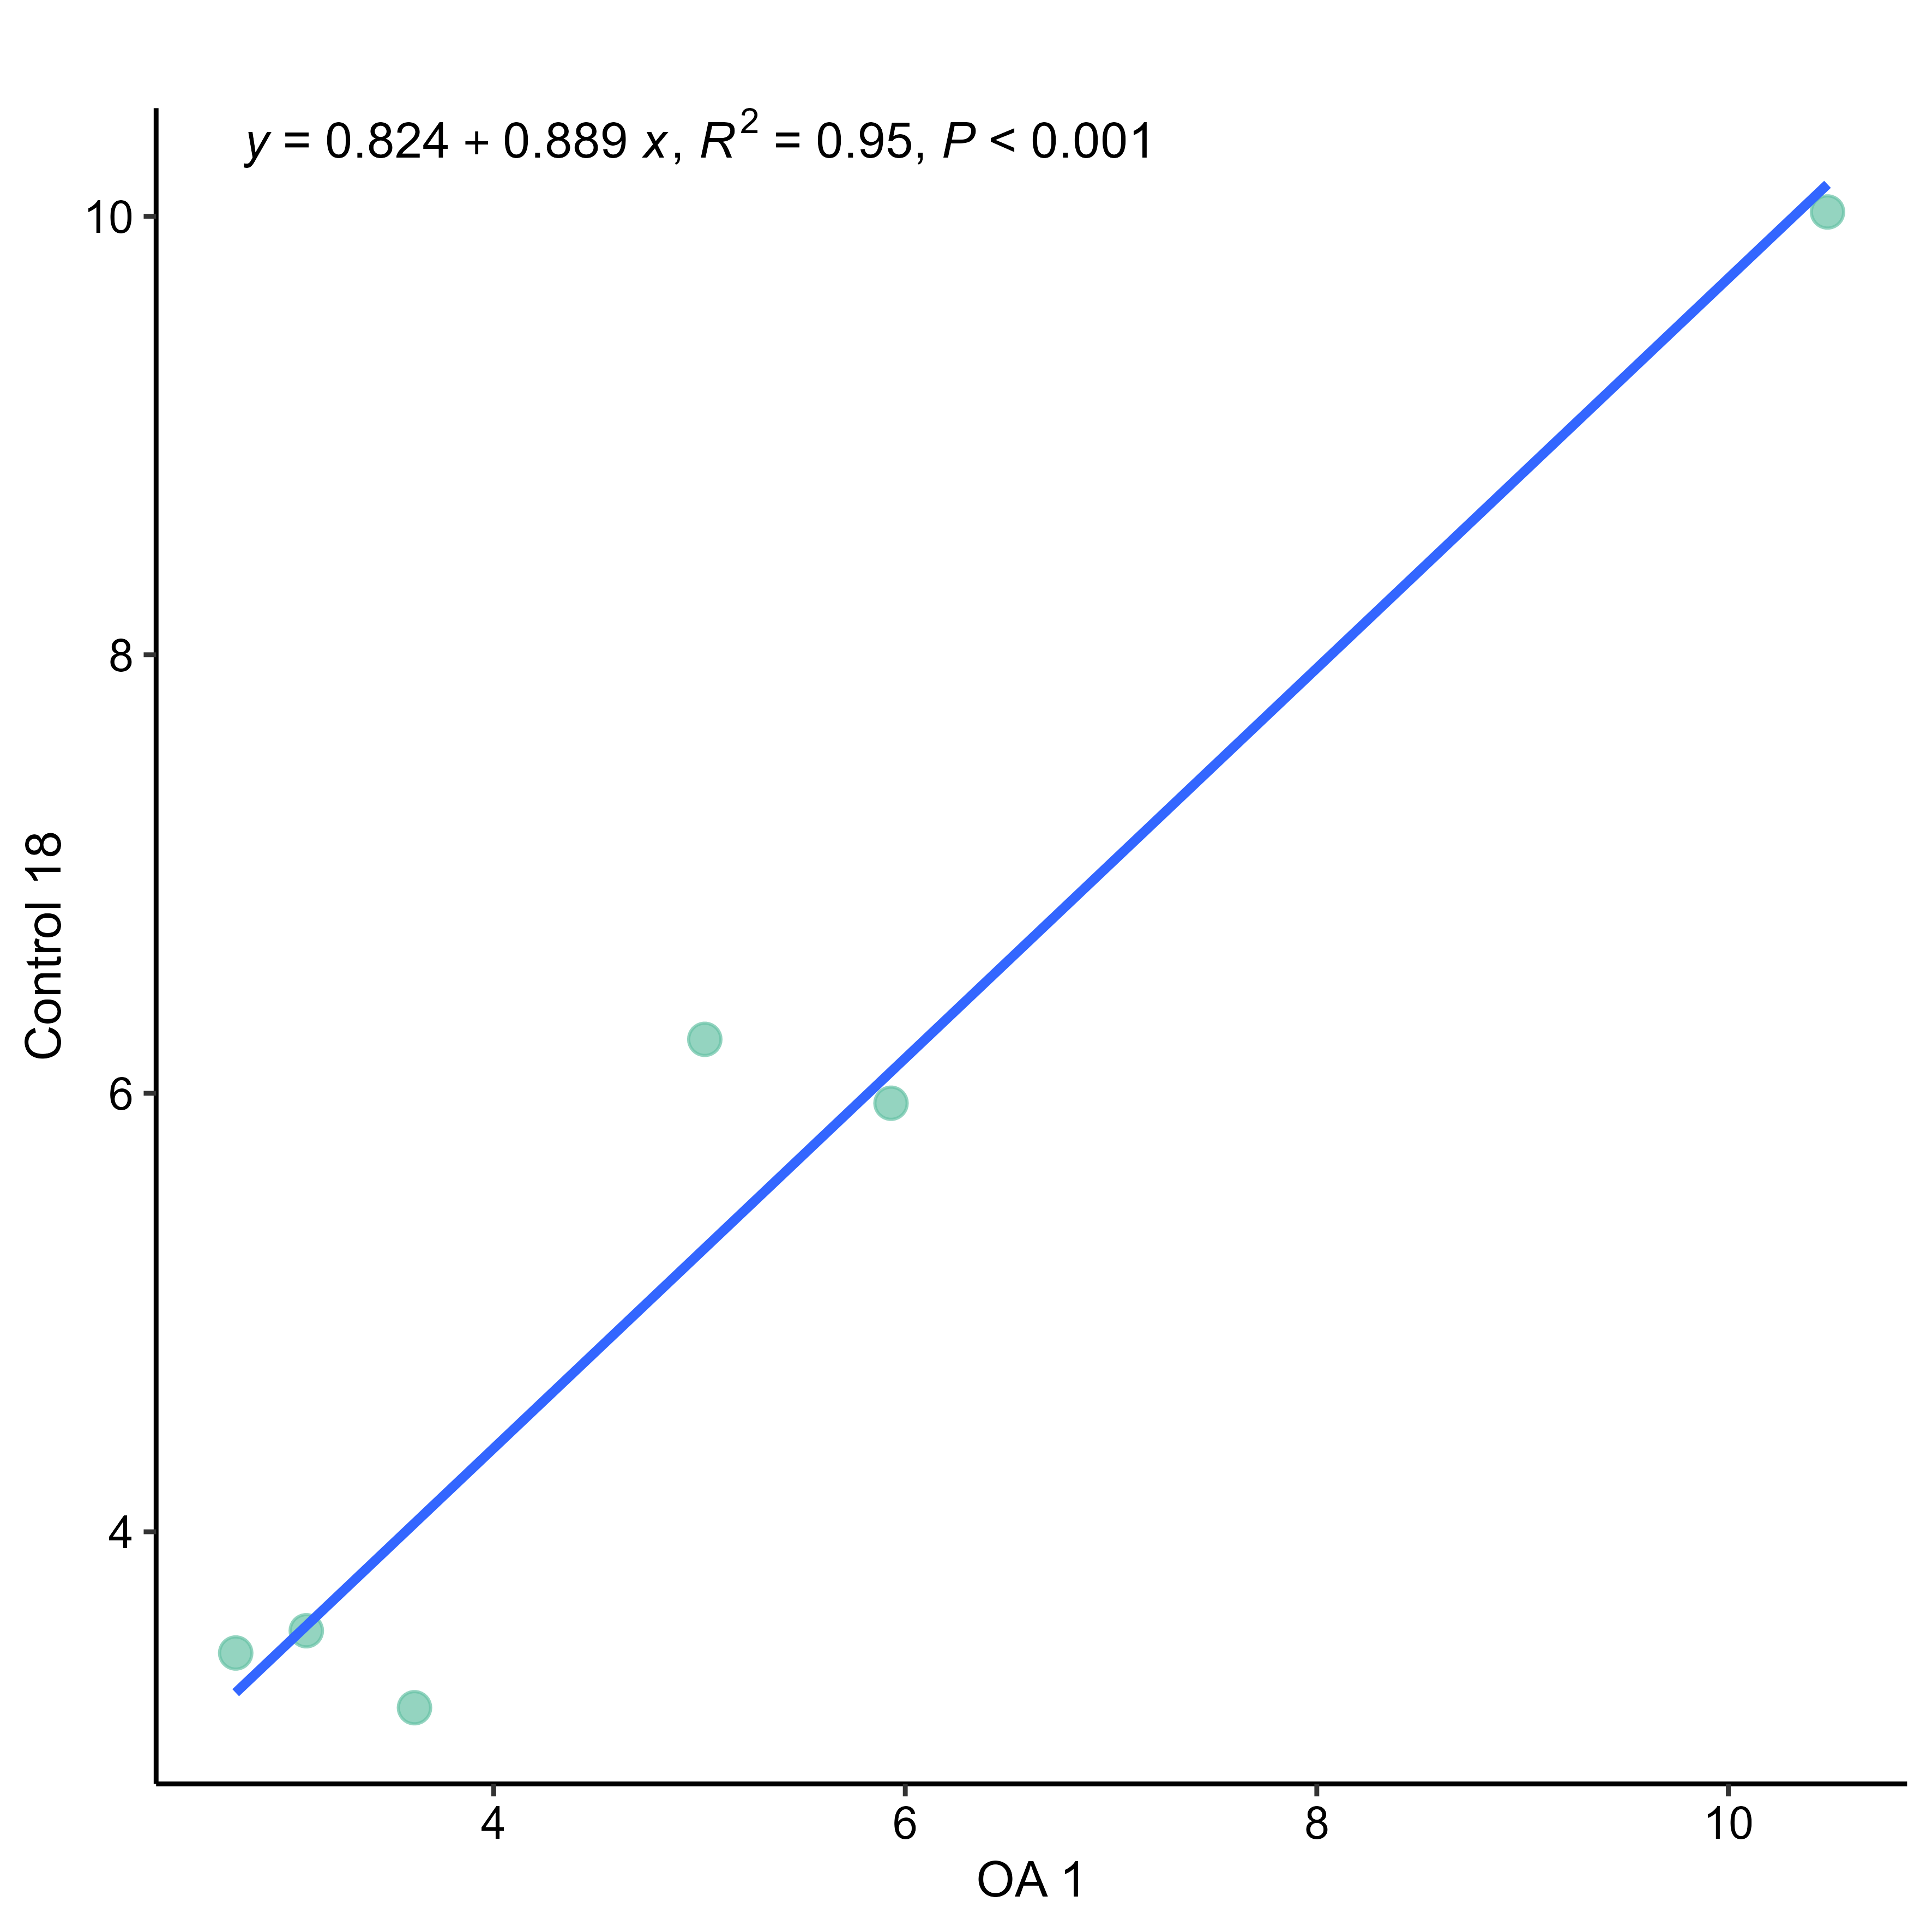 y = 0.824 + 0.889 x, R² = 0.95, P < 0.001
10
8
6
4
Control 18
4 6 8 10
OA 1